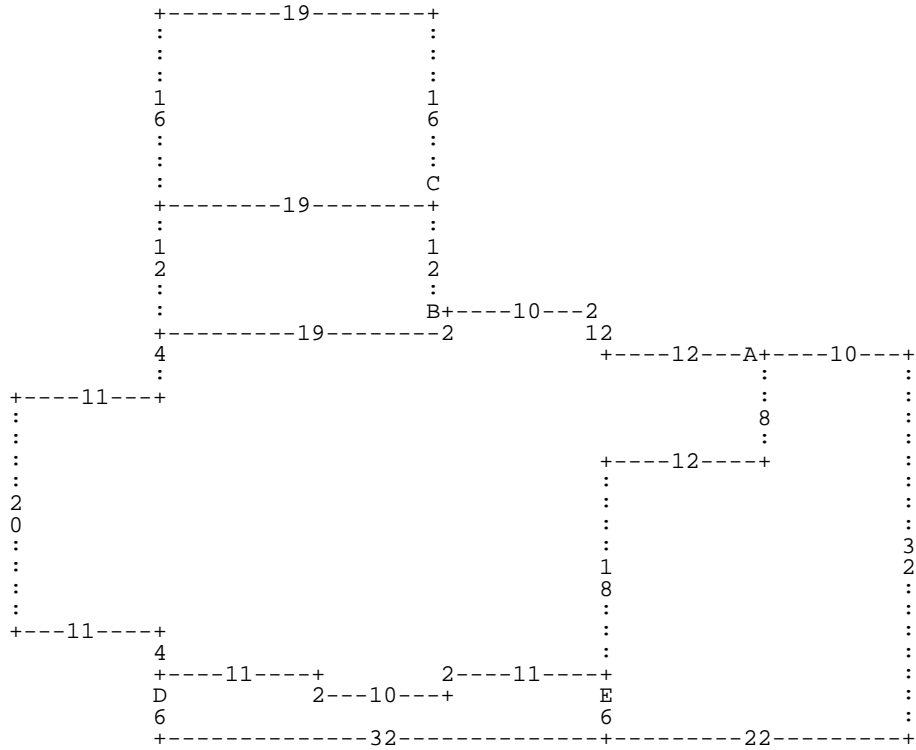 +--------19--------+
          :                  :
          :                  :
          :                  :
          1                  1
          6                  6
          :                  :
          :                  :
          :                  C
          +--------19--------+
          :                  :
          1                  1
          2                  2
          :                  :
          :                  B+----10---2
          +--------19-------2         12
          4                              +----12---A+----10---+
          :                                         :         :
+----11---+                                         :         :
:                                                   8         :
:                                                   :         :
:                                        +----12----+         :
:                                        :                    :
2                                        :                    :
0                                        :                    :
:                                        :                    3
:                                        1                    2
:                                        8                    :
:                                        :                    :
+---11----+                              :                    :
          4                              :                    :
          +----11----+        2----11----+                    :
          D          2---10---+          E                    :
          6                              6                    :
          +--------------32--------------+---------22---------+